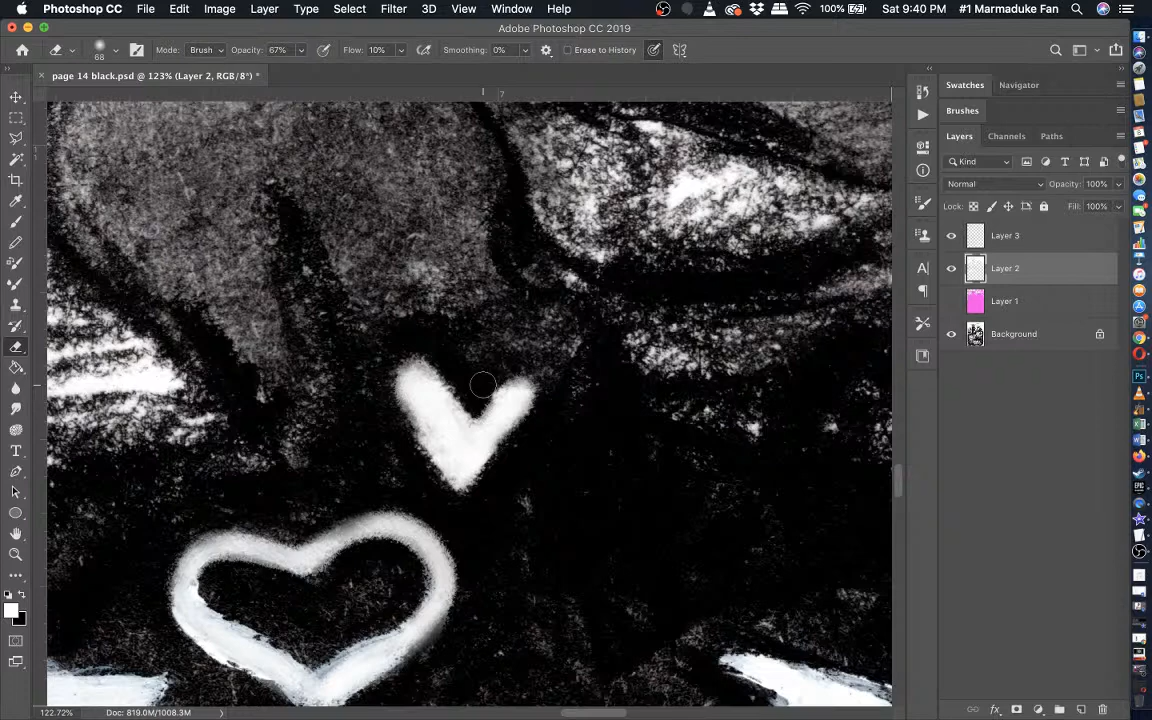 Photoshop CC File Edit Image Layer Type Select Filter 3D View Window Help 100% Sat 9:40 PM #1 Marmaduke Fan
Adobe Photoshop CC 2019
68 Mode: Brush Opacity: 67% Flow: 10% Smoothing: 0% Erase to History
page 14 black.psd @ 123% (Layer 2, RGB/8*) *
7
Swatches Navigator
Brushes
Layers Channels Paths
Kind
Normal Opacity: 100%
Lock: Fill: 100%
Layer 3
Layer 2
Layer 1
Background
122.72% Doc: 819.0M/1008.3M